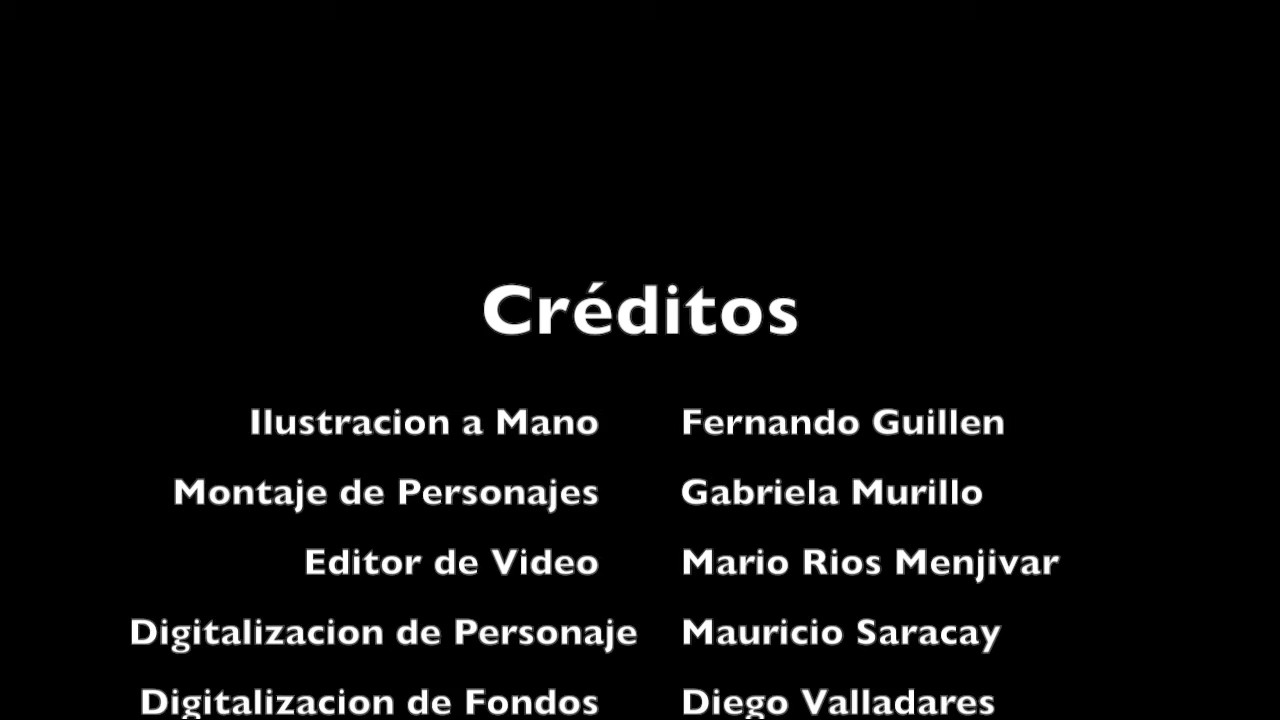 Créditos
Ilustracion a Mano Fernando Guillen
Montaje de Personajes Gabriela Murillo
Editor de Video Mario Rios Menjivar
Digitalizacion de Personaje Mauricio Saracay
Digitalizacion de Fondos Diego Valladares